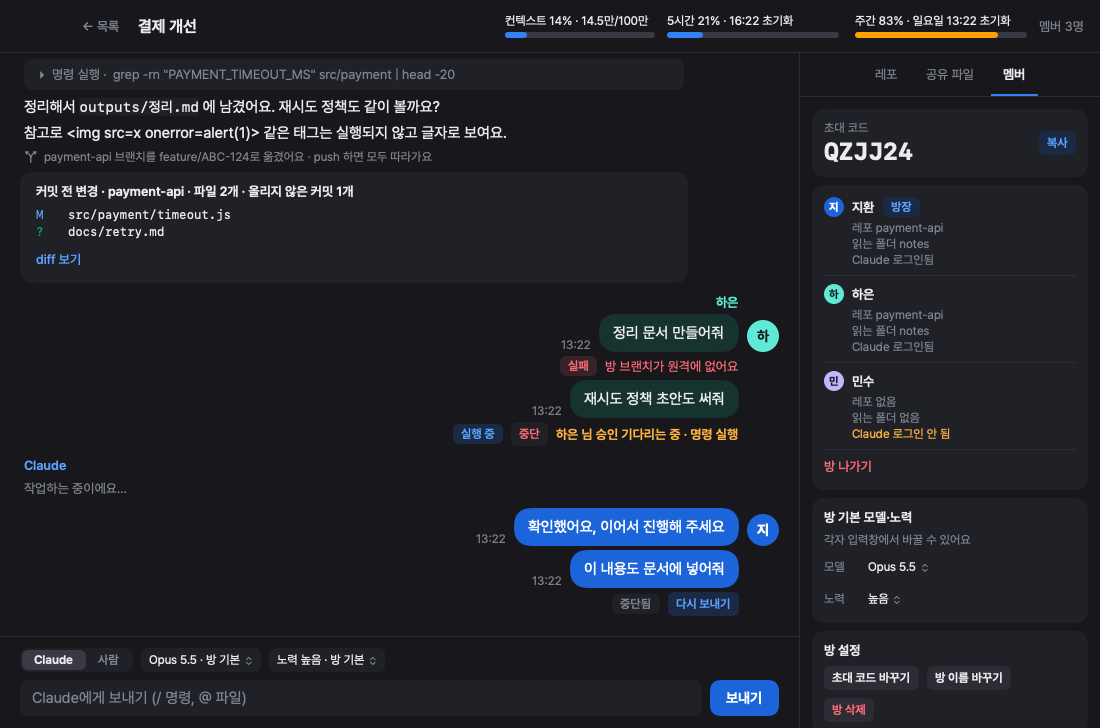 ← 목록
결제 개선
컨텍스트 14% · 14.5만/100만
5시간 21% · 16:22 초기화
주간 83% · 일요일 13:22 초기화
멤버 3명
명령 실행 · grep -rn "PAYMENT_TIMEOUT_MS" src/payment | head -20
정리해서 outputs/정리.md 에 남겼어요. 재시도 정책도 같이 볼까요?
참고로 <img src=x onerror=alert(1)> 같은 태그는 실행되지 않고 글자로 보여요.
payment-api 브랜치를 feature/ABC-124로 옮겼어요 · push 하면 모두 따라가요
커밋 전 변경 · payment-api · 파일 2개 · 올리지 않은 커밋 1개
M src/payment/timeout.js
? docs/retry.md
diff 보기
하은
13:22 정리 문서 만들어줘 하
실패 방 브랜치가 원격에 없어요
13:22 재시도 정책 초안도 써줘
실행 중 중단 하은 님 승인 기다리는 중 · 명령 실행
Claude
작업하는 중이에요...
13:22 확인했어요, 이어서 진행해 주세요 지
13:22 이 내용도 문서에 넣어줘
중단됨 다시 보내기
Claude 사람 Opus 5.5 · 방 기본 노력 높음 · 방 기본
Claude에게 보내기 (/ 명령, @ 파일)
보내기
레포 공유 파일 멤버
초대 코드
QZJJ24
복사
지 지환 방장
레포 payment-api
읽는 폴더 notes
Claude 로그인됨
하 하은
레포 payment-api
읽는 폴더 notes
Claude 로그인됨
민 민수
레포 없음
읽는 폴더 없음
Claude 로그인 안 됨
방 나가기
방 기본 모델·노력
각자 입력창에서 바꿀 수 있어요
모델 Opus 5.5
노력 높음
방 설정
초대 코드 바꾸기 방 이름 바꾸기
방 삭제